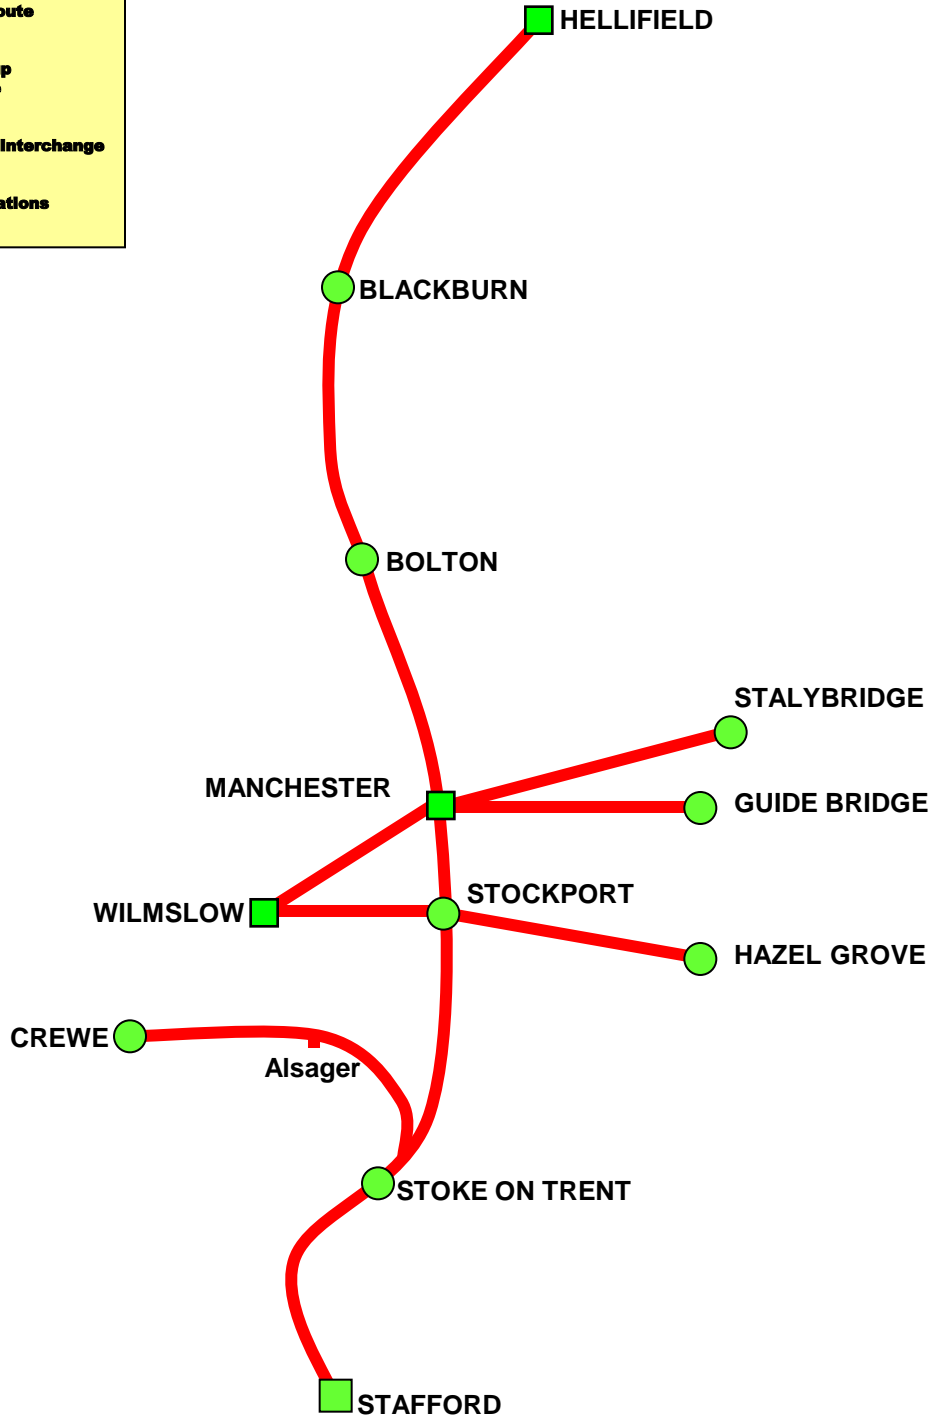 HELLIFIELD
Interchange
BLACKBURN
BOLTON
STALYBRIDGE
MANCHESTER
GUIDE BRIDGE
STOCKPORT
WILMSLOW
HAZEL GROVE
CREWE
Alsager
STOKE ON TRENT
STAFFORD